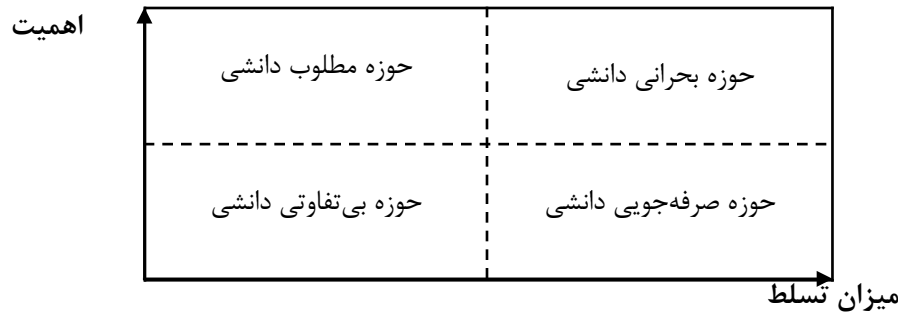 اهمیت
حوزه بحرانی دانشی
حوزه مطلوب دانشی
حوزه صرفه‌جویی دانشی
حوزه بی‌تفاوتی دانشی
میزان تسلط